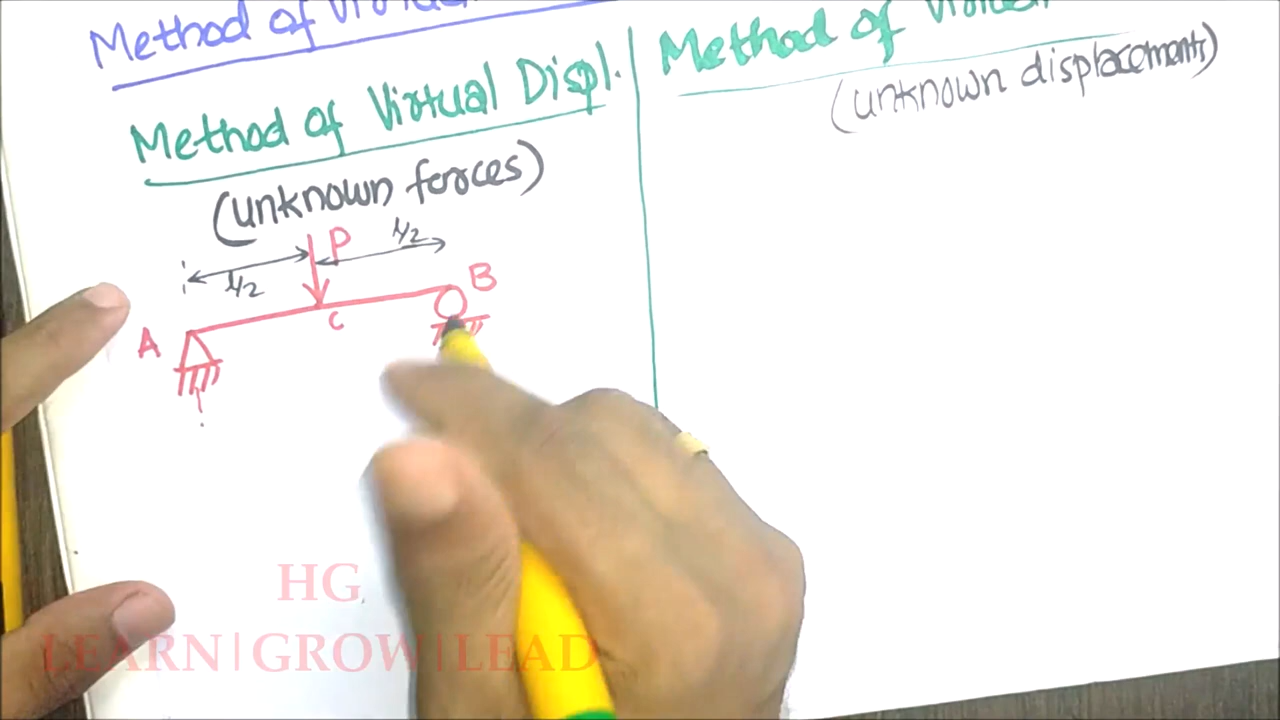 Method of
Method of Virtual Displ.
(unknown forces)
P
L/2
L/2
B
A
C
Method of
(unknown displacements)
HG
LEARN|GROW|LEAD